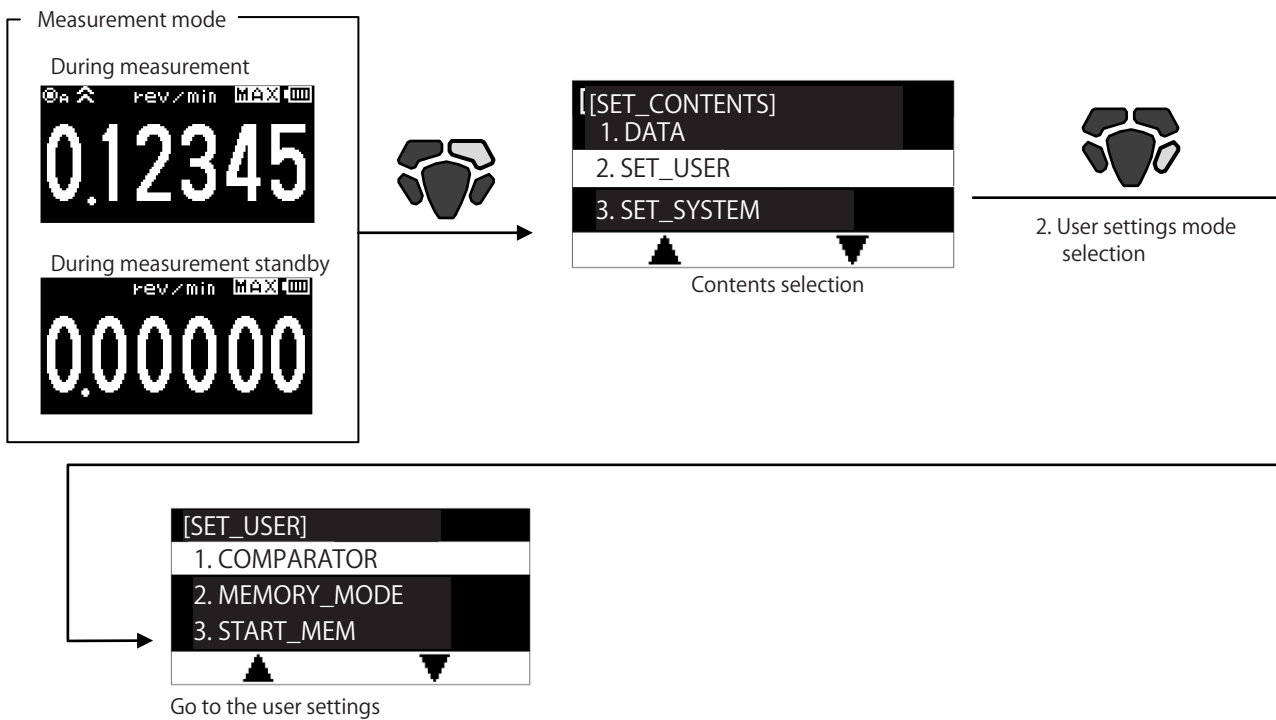 Measurement mode
During measurement
A rev/min MAX
0.12345
During measurement standby
rev/min MAX
0.00000
[[SET_CONTENTS]
1. DATA
2. SET_USER
3. SET_SYSTEM
Contents selection
2. User settings mode
selection
[SET_USER]
1. COMPARATOR
2. MEMORY_MODE
3. START_MEM
Go to the user settings